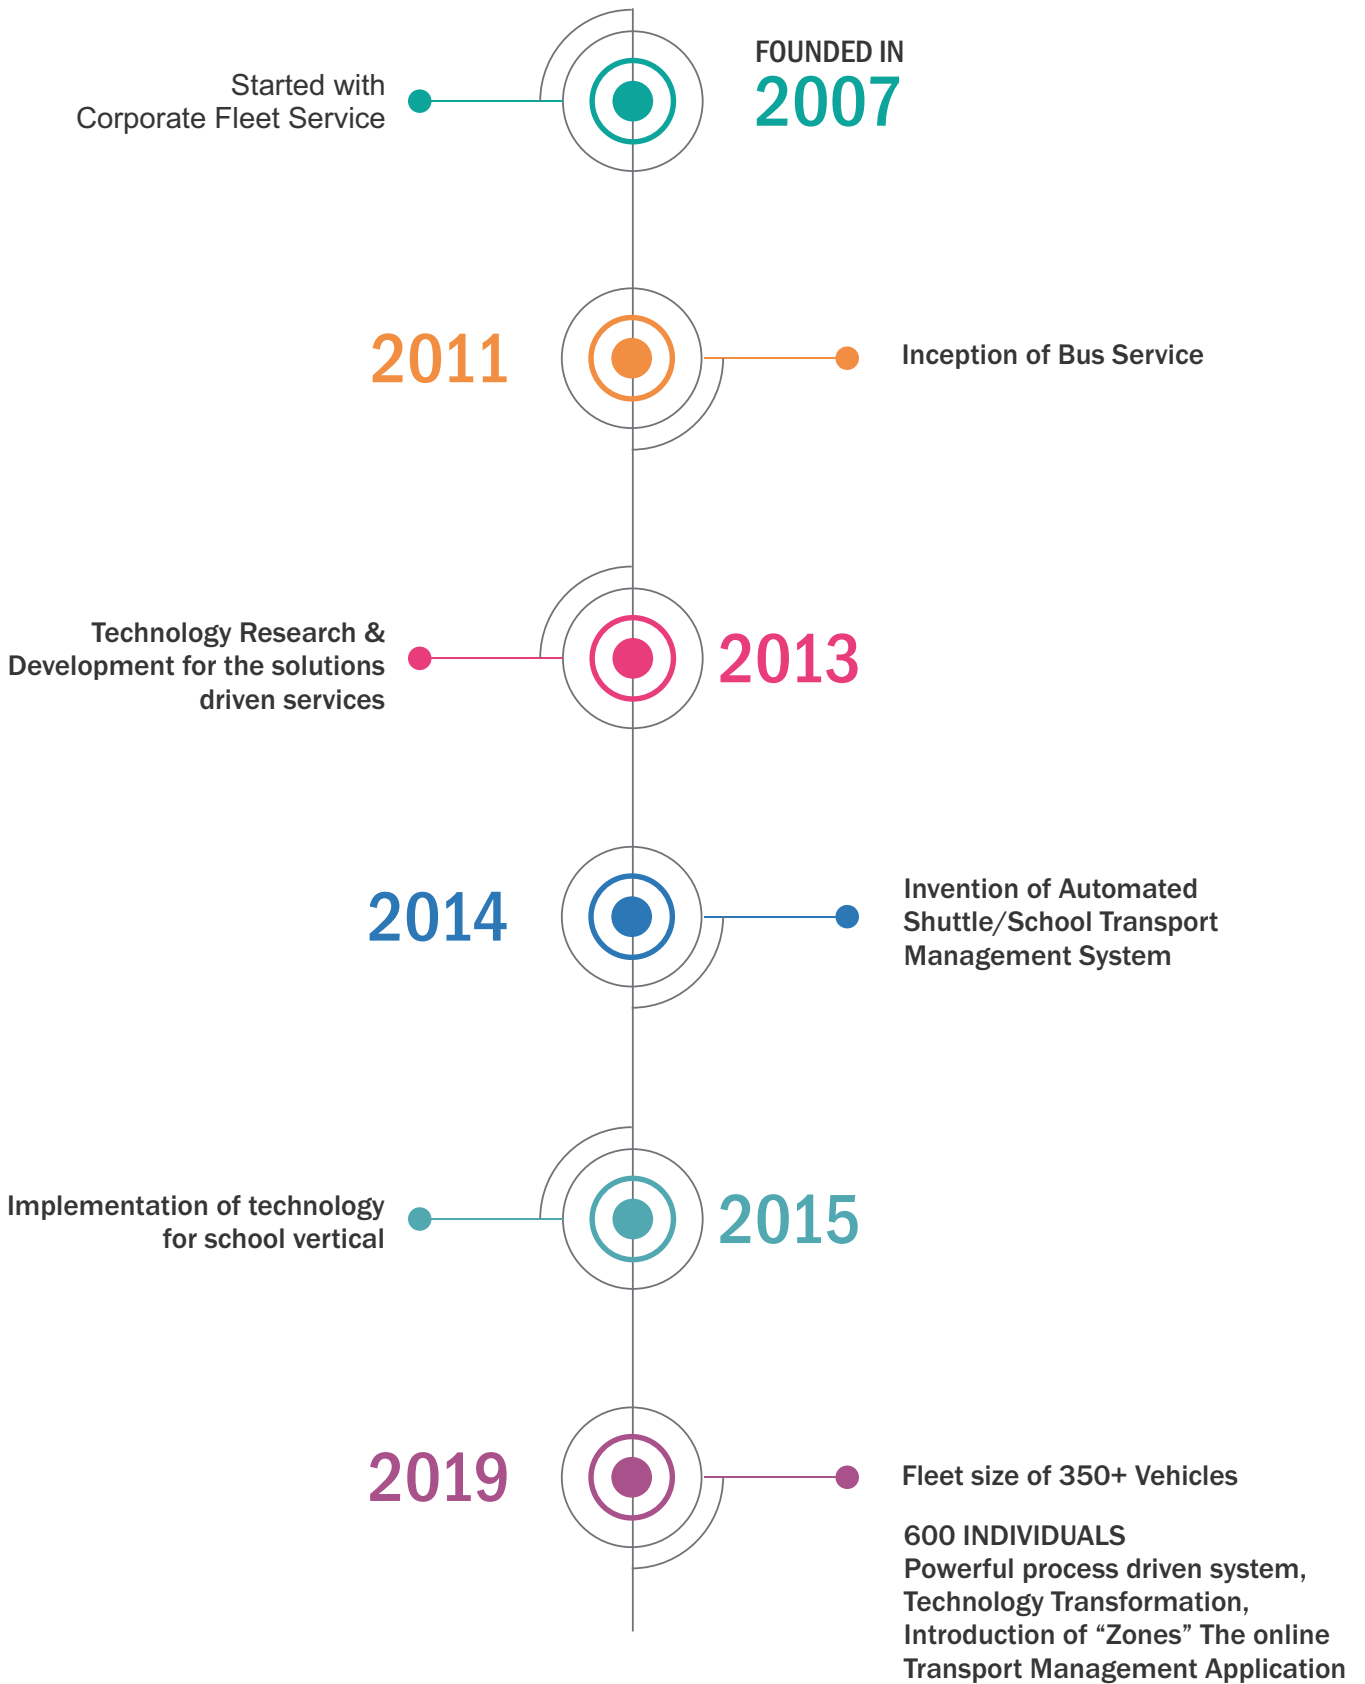 FOUNDED IN
2007
Started with
Corporate Fleet Service
2011
Inception of Bus Service
Technology Research &
Development for the solutions
driven services
2013
2014
Invention of Automated
Shuttle/School Transport
Management System
Implementation of technology
for school vertical
2015
2019
Fleet size of 350+ Vehicles
600 INDIVIDUALS
Powerful process driven system,
Technology Transformation,
Introduction of “Zones” The online
Transport Management Application